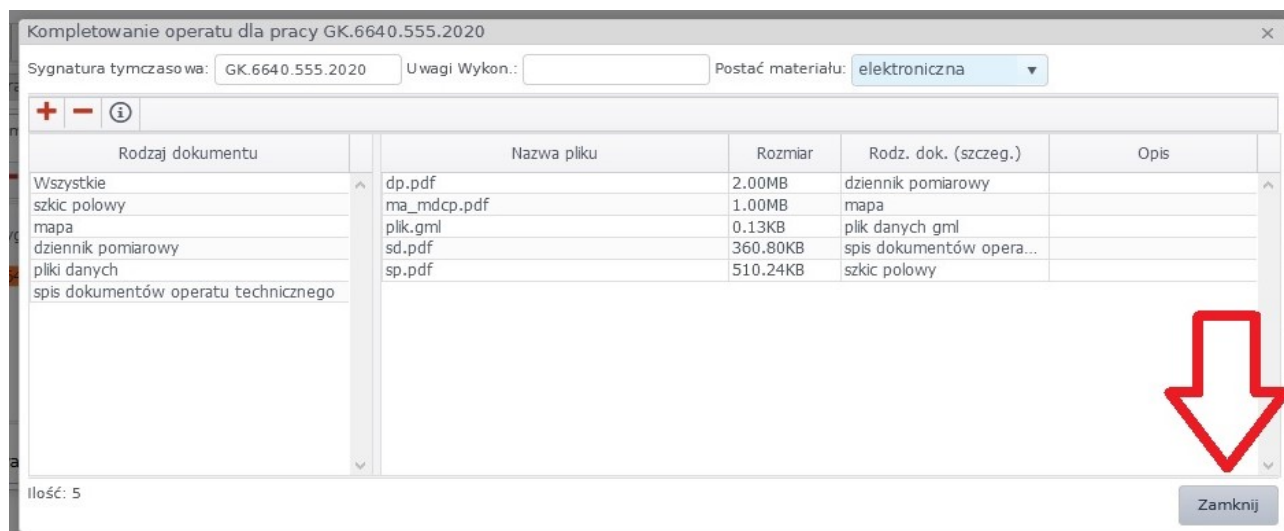 Kompletowanie operatu dla pracy GK.6640.555.2020
Sygnatura tymczasowa: GK.6640.555.2020 Uwagi Wykon.: Postać materiału: elektroniczna
Rodzaj dokumentu Nazwa pliku Rozmiar Rodz. dok. (szczeg.) Opis
Wszystkie dp.pdf 2.00MB dziennik pomiarowy
szkic polowy ma_mdcp.pdf 1.00MB mapa
mapa plik.gml 0.13KB plik danych gml
dziennik pomiarowy sd.pdf 360.80KB spis dokumentów opera...
pliki danych sp.pdf 510.24KB szkic polowy
spis dokumentów operatu technicznego
Ilość: 5
Zamknij